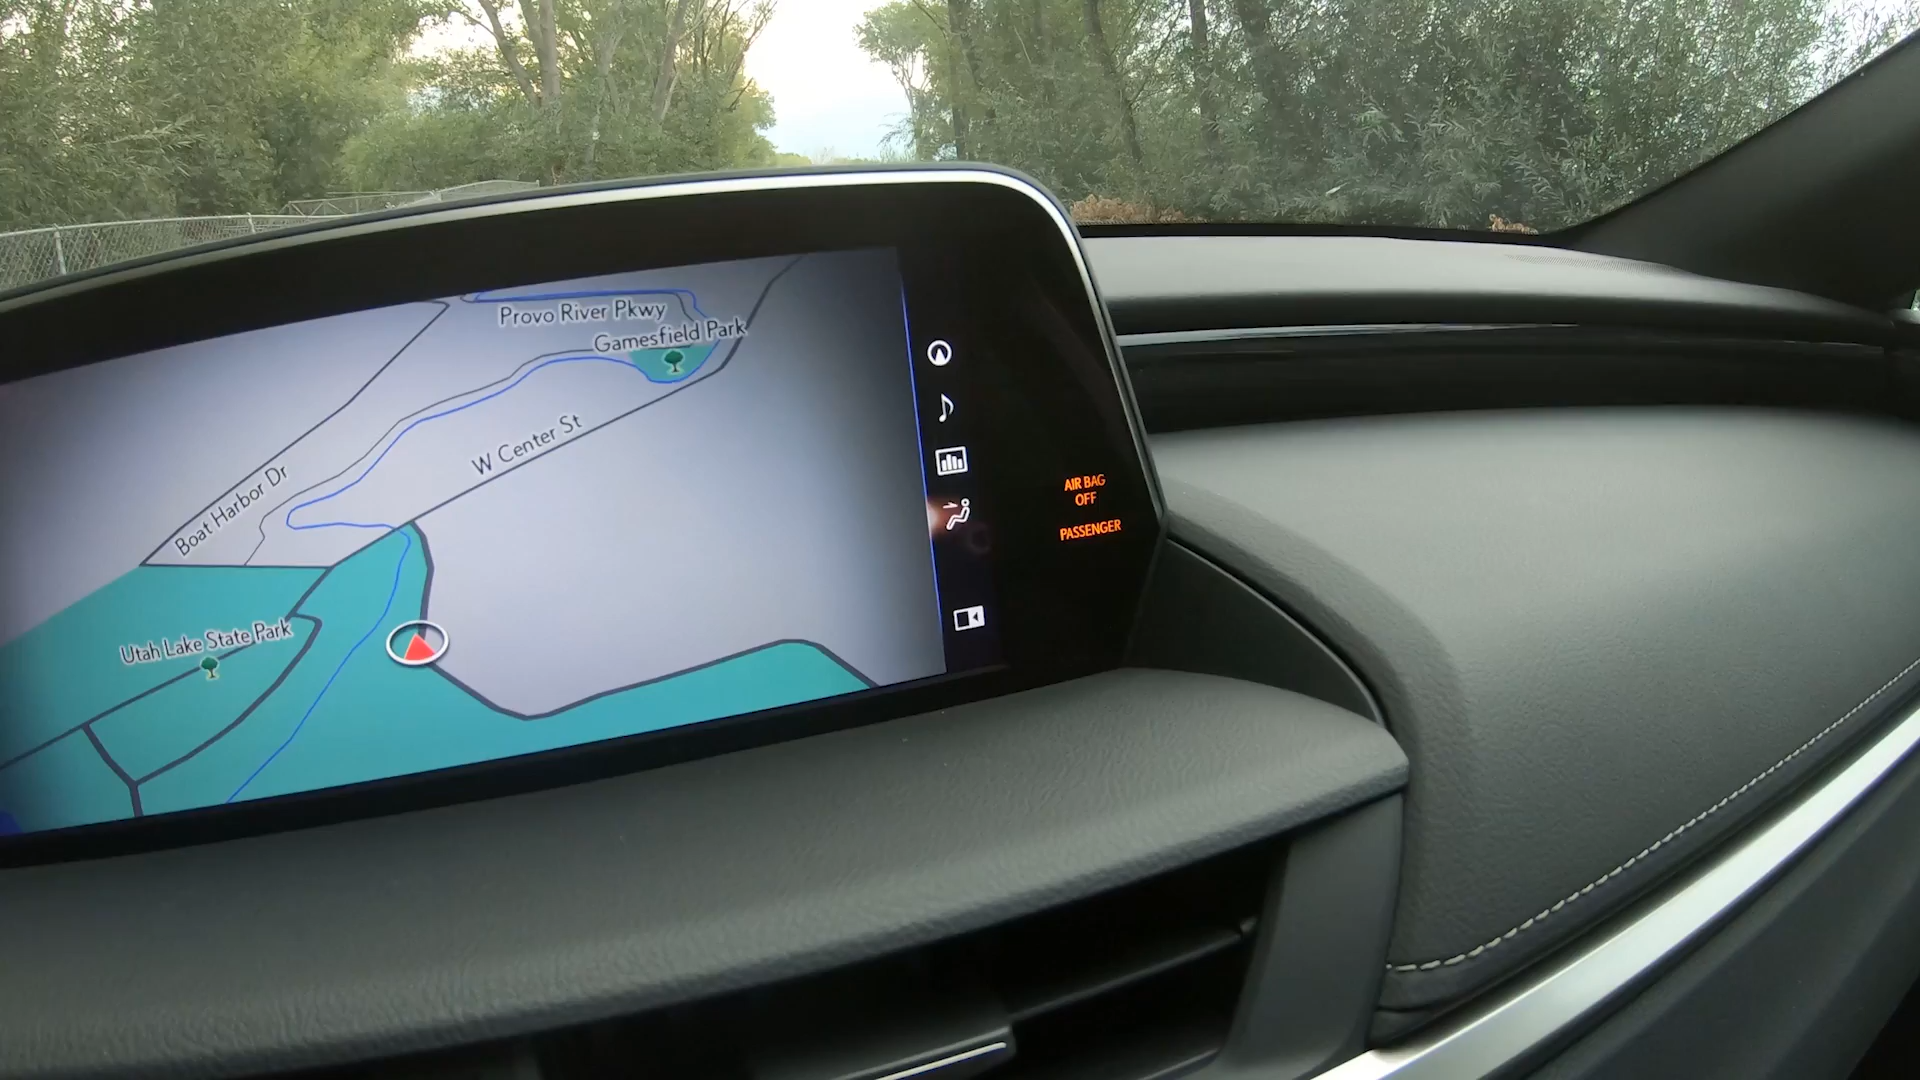 Provo River Pkwy
Gamesfield Park
W Center St
Boat Harbor Dr
Utah Lake State Park
AIR BAG
OFF
PASSENGER